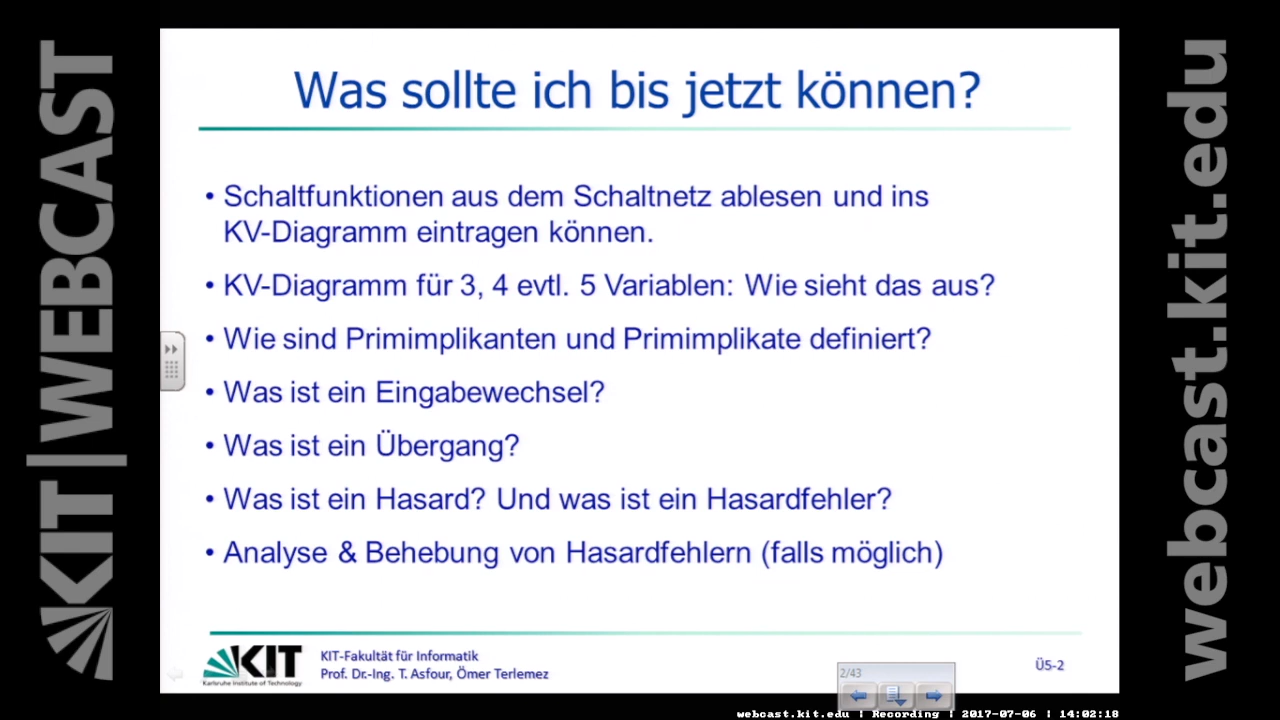 KIT | WEBCAST
Was sollte ich bis jetzt können?
• Schaltfunktionen aus dem Schaltnetz ablesen und ins
KV-Diagramm eintragen können.
• KV-Diagramm für 3, 4 evtl. 5 Variablen: Wie sieht das aus?
• Wie sind Primimplikanten und Primimplikate definiert?
• Was ist ein Eingabewechsel?
• Was ist ein Übergang?
• Was ist ein Hasard? Und was ist ein Hasardfehler?
• Analyse & Behebung von Hasardfehlern (falls möglich)
KIT
Karlsruhe Institute of Technology
KIT-Fakultät für Informatik
Prof. Dr.-Ing. T. Asfour, Ömer Terlemez
2/43
Ü5-2
webcast.kit.edu
webcast.kit.edu | Recording | 2017-07-06 | 14:02:18